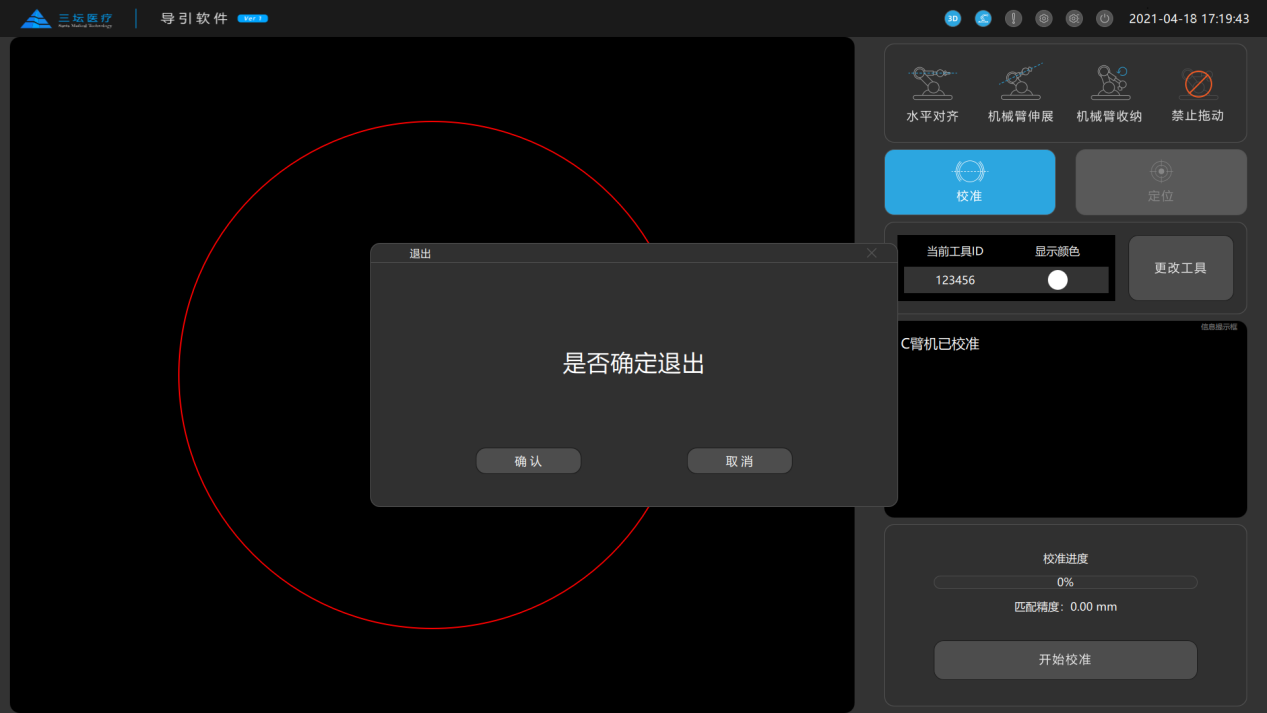 三坛医疗
Santa Medical Technology
导引软件 Ver 1
3D
2021-04-18 17:19:43
水平对齐 机械臂伸展 机械臂收纳 禁止拖动
校准 定位
当前工具ID 显示颜色
123456
更改工具
退出
是否确定退出
确认 取消
信息提示框
C臂机已校准
校准进度
0%
匹配精度：0.00 mm
开始校准